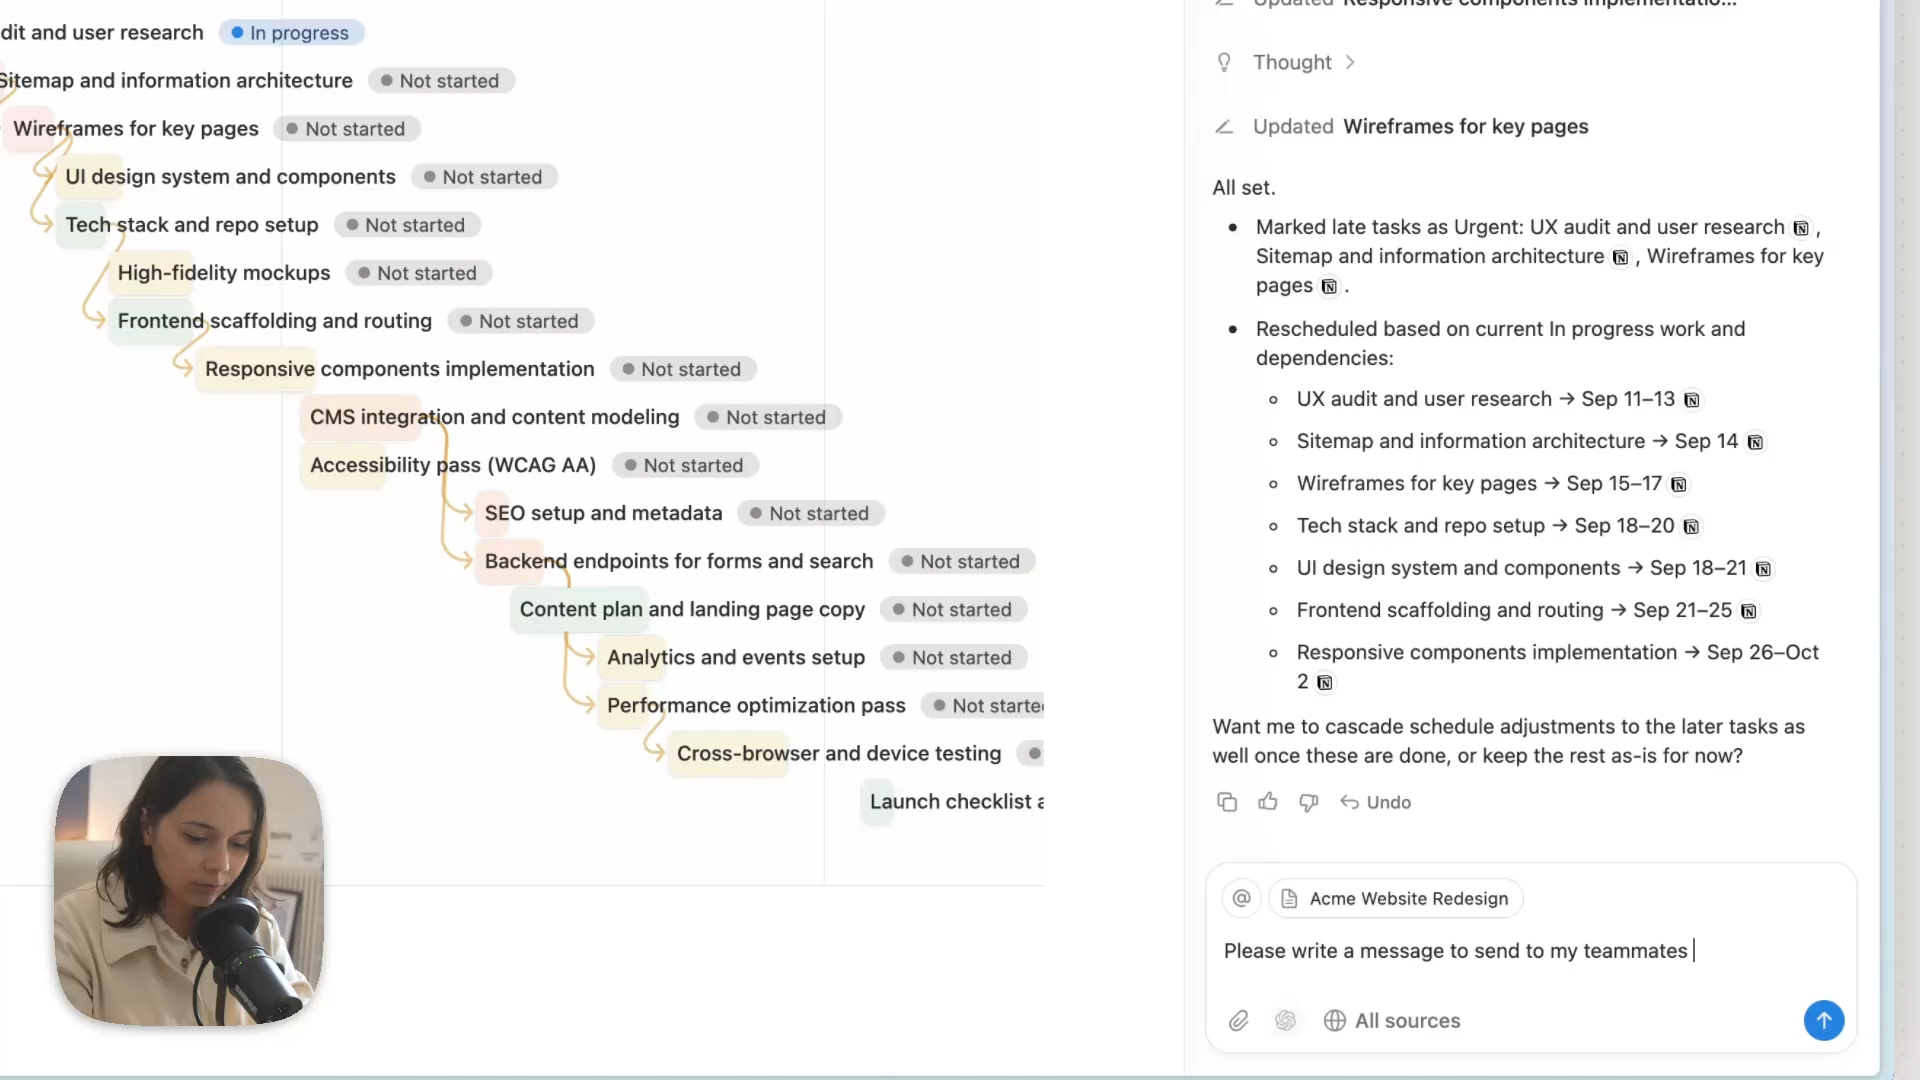 dit and user research In progress
Sitemap and information architecture Not started
Wireframes for key pages Not started
UI design system and components Not started
Tech stack and repo setup Not started
High-fidelity mockups Not started
Frontend scaffolding and routing Not started
Responsive components implementation Not started
CMS integration and content modeling Not started
Accessibility pass (WCAG AA) Not started
SEO setup and metadata Not started
Backend endpoints for forms and search Not started
Content plan and landing page copy Not started
Analytics and events setup Not started
Performance optimization pass Not starte
Cross-browser and device testing
Launch checklist a
Updated Responsive components implementatio...
Thought
Updated Wireframes for key pages
All set.
Marked late tasks as Urgent: UX audit and user research ,
Sitemap and information architecture , Wireframes for key
pages .
Rescheduled based on current In progress work and
dependencies:
UX audit and user research → Sep 11–13
Sitemap and information architecture → Sep 14
Wireframes for key pages → Sep 15–17
Tech stack and repo setup → Sep 18–20
UI design system and components → Sep 18–21
Frontend scaffolding and routing → Sep 21–25
Responsive components implementation → Sep 26–Oct
2
Want me to cascade schedule adjustments to the later tasks as
well once these are done, or keep the rest as-is for now?
Undo
@ Acme Website Redesign
Please write a message to send to my teammates
All sources